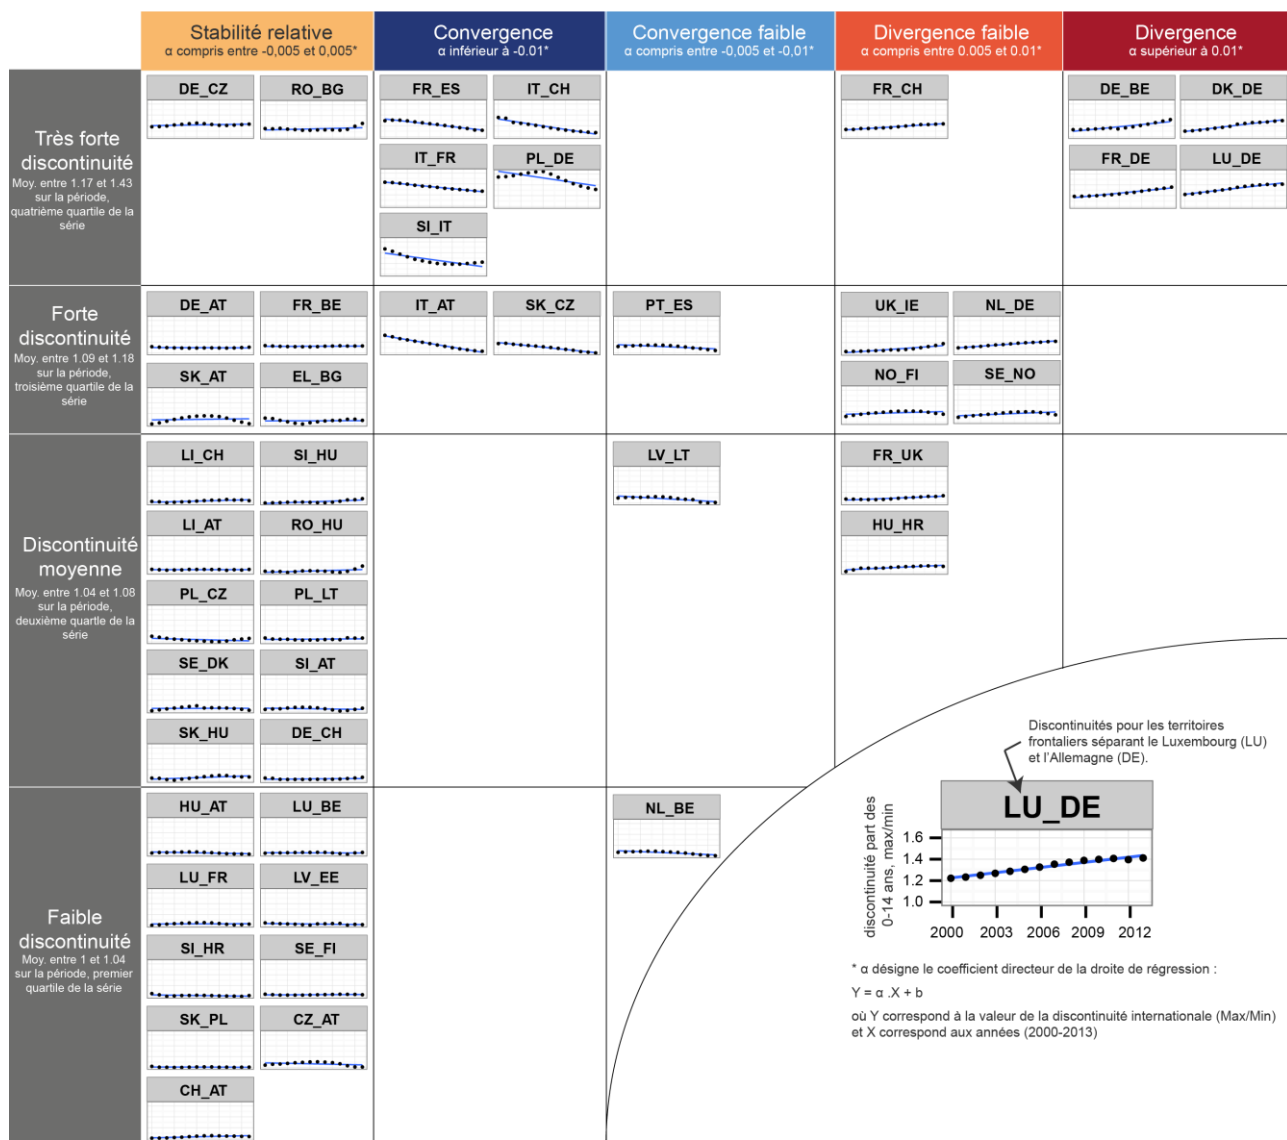 Stabilité relative
α compris entre -0,005 et 0,005*
Convergence
α inférieur à -0.01*
Convergence faible
α compris entre -0,005 et -0,01*
Divergence faible
α compris entre 0.005 et 0.01*
Divergence
α supérieur à 0.01*
Très forte
discontinuité
Moy. entre 1.17 et 1.43
sur la période,
quatrième quartile de la
série
DE_CZ
RO_BG
FR_ES
IT_CH
IT_FR
PL_DE
SI_IT
FR_CH
DE_BE
DK_DE
FR_DE
LU_DE
Forte
discontinuité
Moy. entre 1.09 et 1.18
sur la période,
troisième quartile de la
série
DE_AT
FR_BE
SK_AT
EL_BG
IT_AT
SK_CZ
PT_ES
UK_IE
NL_DE
NO_FI
SE_NO
Discontinuité
moyenne
Moy. entre 1.04 et 1.08
sur la période,
deuxième quartle de la
série
LI_CH
SI_HU
LI_AT
RO_HU
PL_CZ
PL_LT
SE_DK
SI_AT
SK_HU
DE_CH
LV_LT
FR_UK
HU_HR
Faible
discontinuité
Moy. entre 1 et 1.04
sur la période, premier
quartile de la série
HU_AT
LU_BE
LU_FR
LV_EE
SI_HR
SE_FI
SK_PL
CZ_AT
CH_AT
NL_BE
Discontinuités pour les territoires
frontaliers séparant le Luxembourg (LU)
et l'Allemagne (DE).
LU_DE
discontinuité part des
0-14 ans, max/min
1.6
1.4
1.2
1.0
2000 2003 2006 2009 2012
* α désigne le coefficient directeur de la droite de régression :
Y = α .X + b
où Y correspond à la valeur de la discontinuité internationale (Max/Min)
et X correspond aux années (2000-2013)